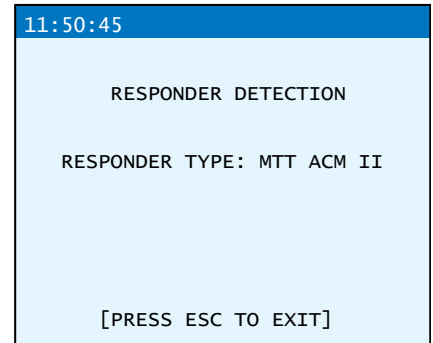 11:50:45
RESPONDER DETECTION
RESPONDER TYPE: MTT ACM II
[PRESS ESC TO EXIT]